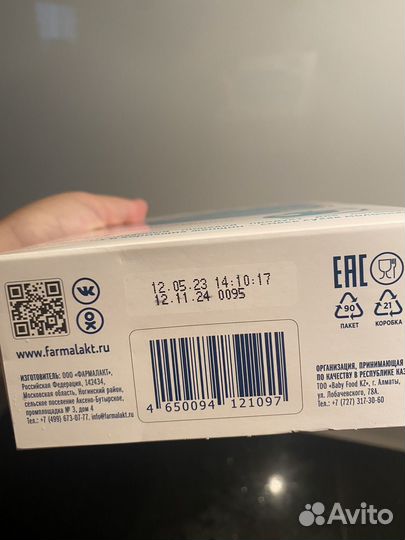 12.05.23 14:10:17
12.11.24 0095
EAC
90
ПАКЕТ
21
КОРОБКА
www.farmalakt.ru
ИЗГОТОВИТЕЛЬ: ООО «ФАРМАЛАКТ»,
Российская Федерация, 142434,
Московская область, Ногинский район,
сельское поселение Аксено-Бутырское,
промплощадка № 3, дом 4
Тел.: +7 (499) 673-07-77, info@farmalakt.ru
4 650094 121097
ОРГАНИЗАЦИЯ, ПРИНИМАЮЩАЯ
ПО КАЧЕСТВУ В РЕСПУБЛИКЕ КАЗ
ТОО «Baby Food KZ», г. Алматы,
ул. Лобачевского, 78А.
Тел.: +7 (727) 317-30-60
Avito